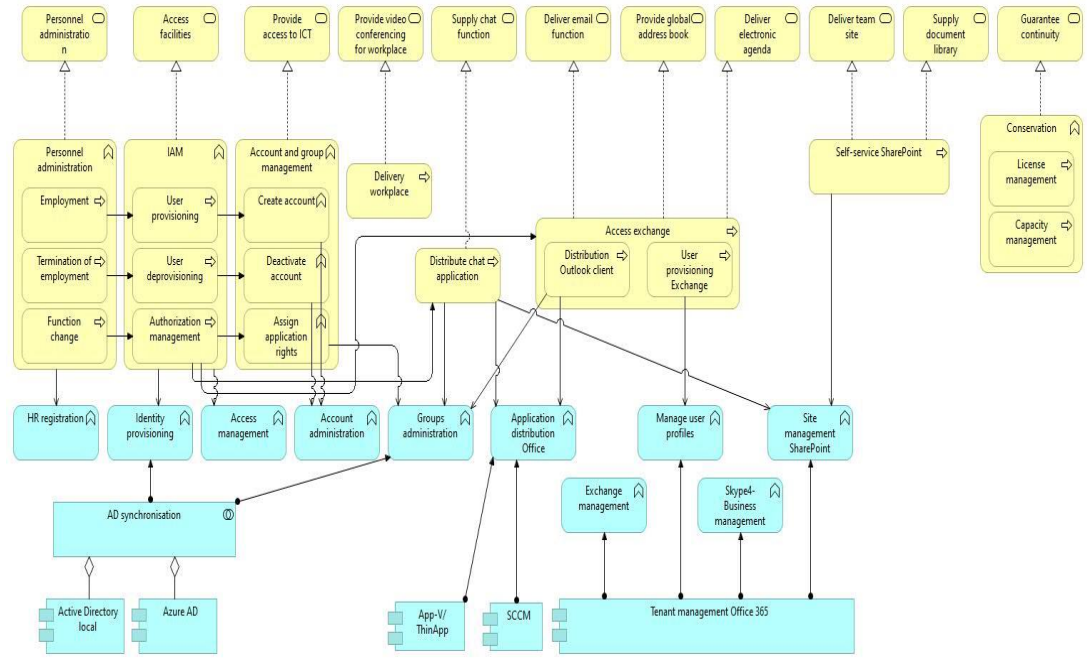 Personnel
administratio
n
Access
facilities
Provide
access to ICT
Provide video
conferencing
for workplace
Supply chat
function
Deliver email
function
Provide global
address book
Deliver
electronic
agenda
Deliver team
site
Supply
document
library
Guarantee
continuity
Personnel
administration
Employment
Termination of
employment
Function
change
IAM
User
provisioning
User
deprovisioning
Authorization
management
Account and group
management
Create account
Deactivate
account
Assign
application
rights
Delivery
workplace
Distribute chat
application
Access exchange
Distribution
Outlook client
User
provisioning
Exchange
Self-service SharePoint
Conservation
License
management
Capacity
management
HR registration
Identity
provisioning
Access
management
Account
administration
Groups
administration
Application
distribution
Office
Manage user
profiles
Site
management
SharePoint
AD synchronisation
Exchange
management
Skype4-
Business
management
Active Directory
local
Azure AD
App-V/
ThinApp
SCCM
Tenant management Office 365